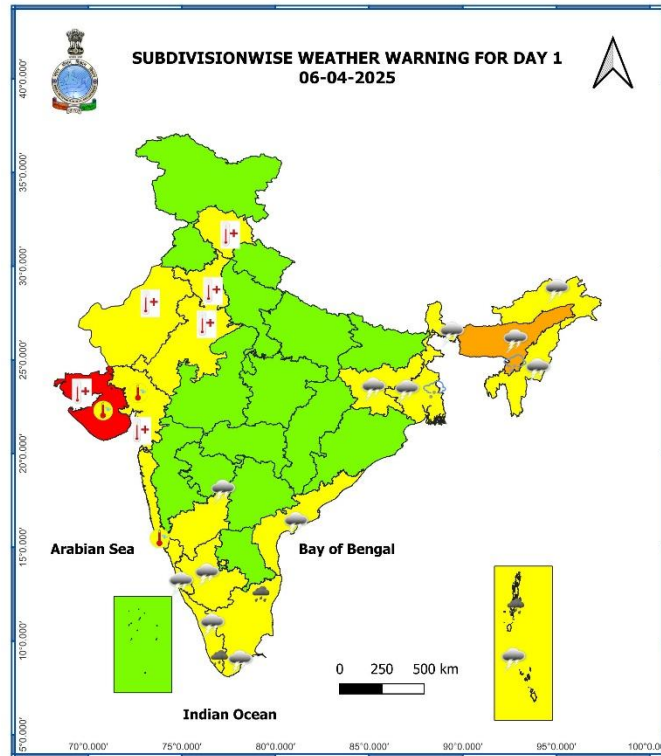 SUBDIVISIONWISE WEATHER WARNING FOR DAY 1
06-04-2025
40°0.000'
35°0.000'
30°0.000'
25°0.000'
20°0.000'
15°0.000'
10°0.000'
5°0.000'
Arabian Sea
Bay of Bengal
0 250 500 km
Indian Ocean
70°0.000' 75°0.000' 80°0.000' 85°0.000' 90°0.000' 95°0.000'